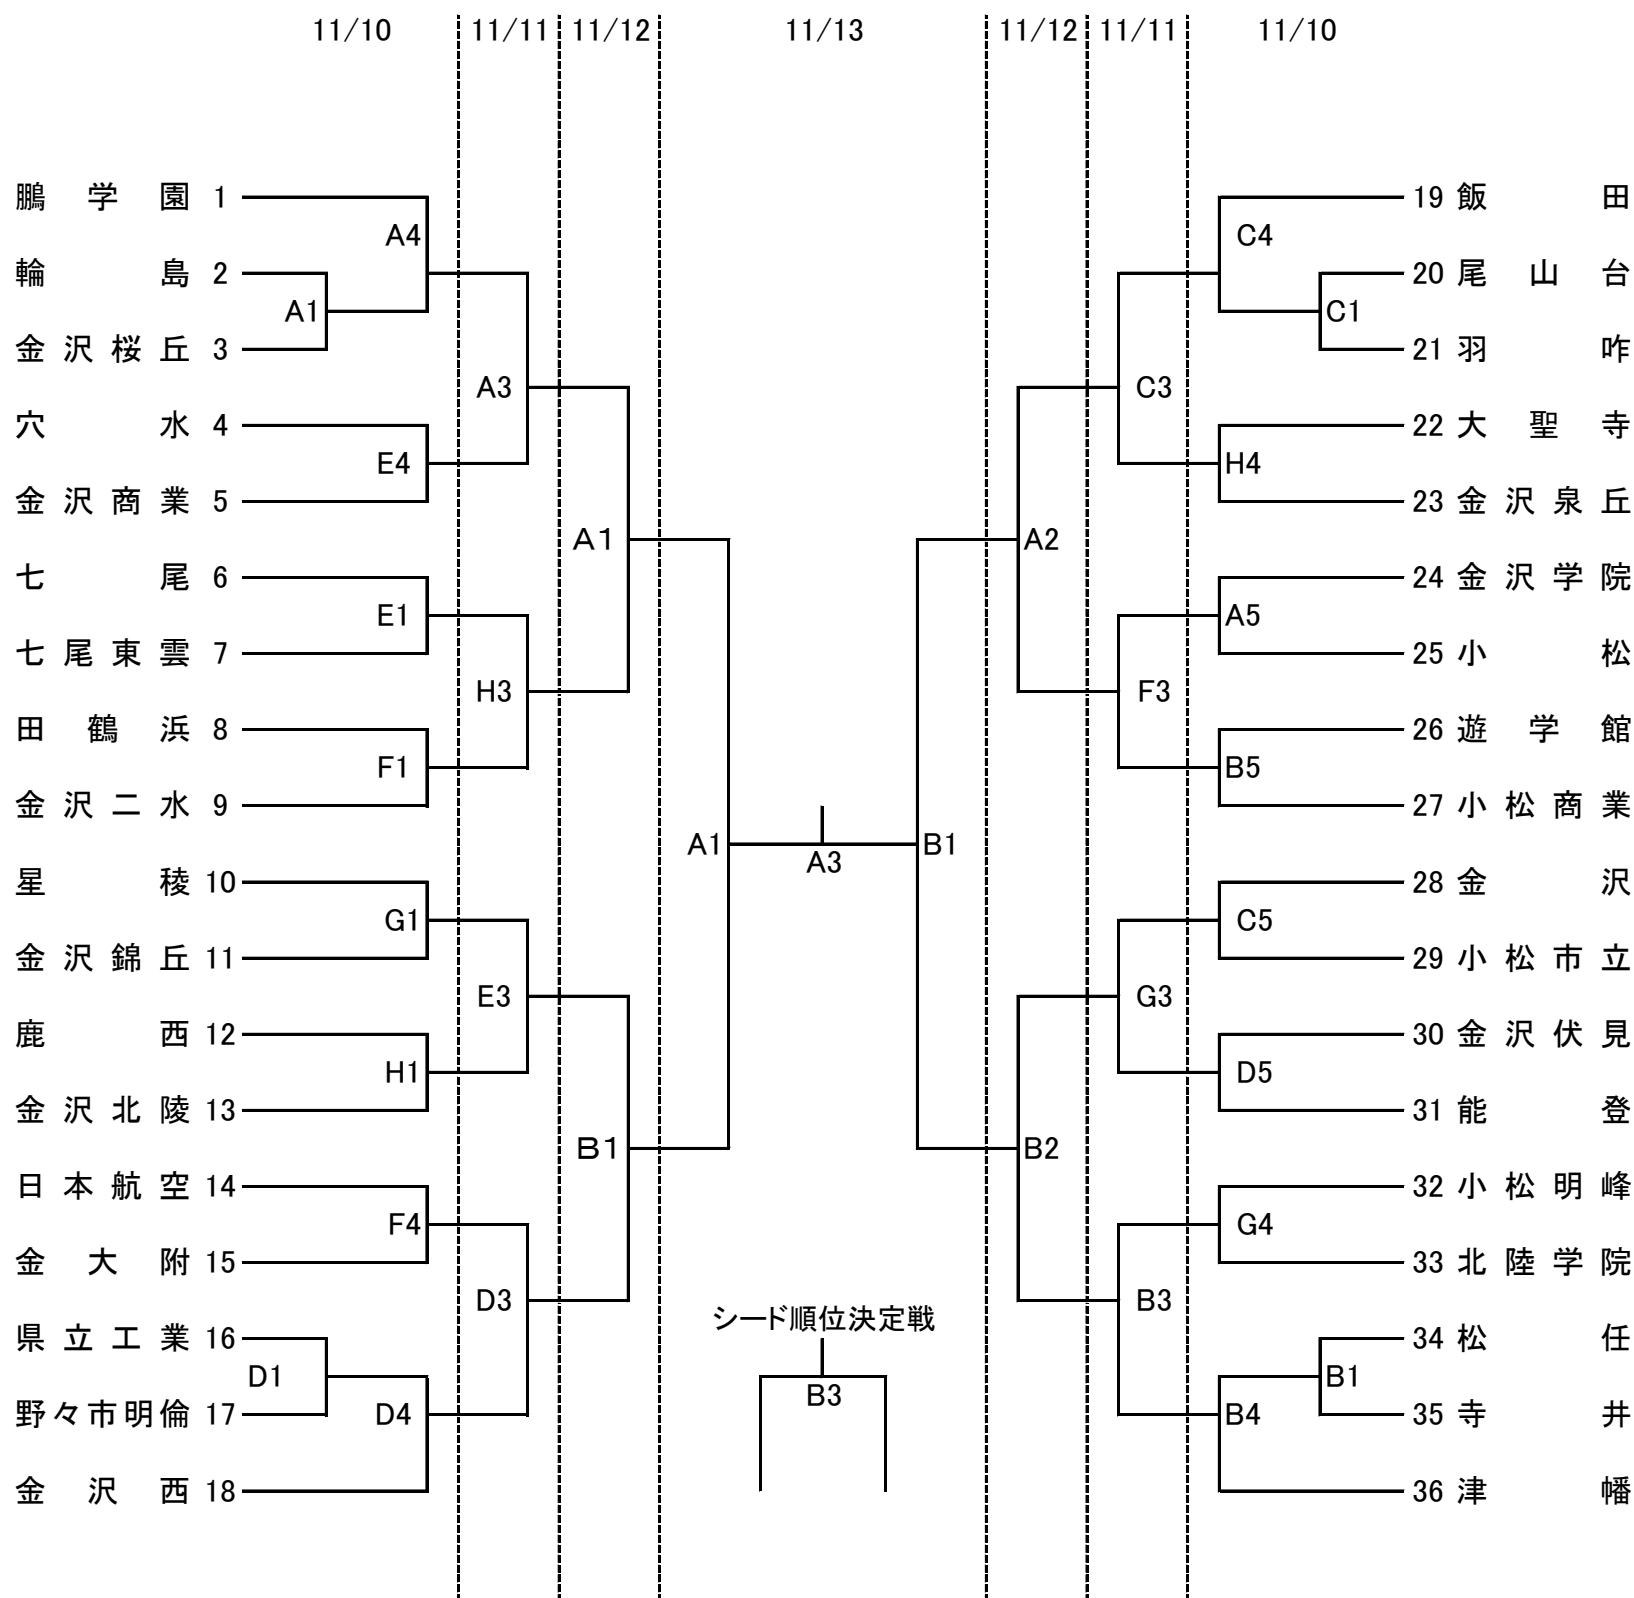 11/10 11/11 11/12 11/13 11/12 11/11 11/10
鵬学園 1 19 飯田
A4 C4
輪島 2 20 尾山台
A1 C1
金沢桜丘 3 21 羽咋
A3 C3
穴水 4 22 大聖寺
E4 H4
金沢商業 5 23 金沢泉丘
A1 A2
七尾 6 24 金沢学院
E1 A5
七尾東雲 7 25 小松
H3 F3
田鶴浜 8 26 遊学館
F1 B5
金沢二水 9 27 小松商業
A1 A3 B1
星稜 10 28 金沢
G1 C5
金沢錦丘 11 29 小松市立
E3 G3
鹿西 12 30 金沢伏見
H1 D5
金沢北陵 13 31 能登
B1 B2
日本航空 14 32 小松明峰
F4 G4
金大附 15 33 北陸学院
D3 B3
シード順位決定戦
県立工業 16 34 松任
D1 B3 B1
野々市明倫 17 D4 B4 35 寺井
金沢西 18 36 津幡